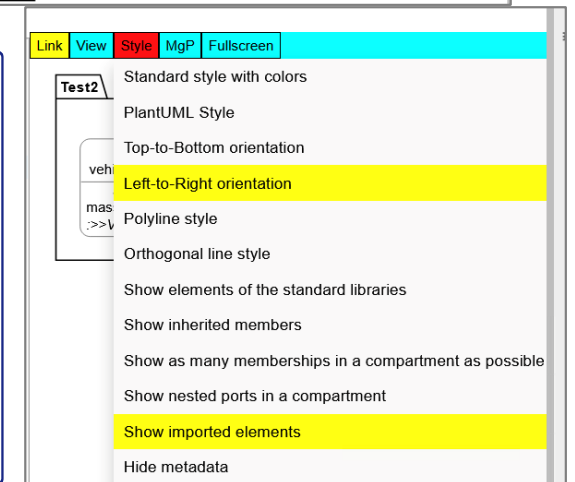 Link View Style MgP Fullscreen
Test2
Standard style with colors
PlantUML Style
Top-to-Bottom orientation
Left-to-Right orientation
Polyline style
Orthogonal line style
Show elements of the standard libraries
Show inherited members
Show as many memberships in a compartment as possible
Show nested ports in a compartment
Show imported elements
Hide metadata